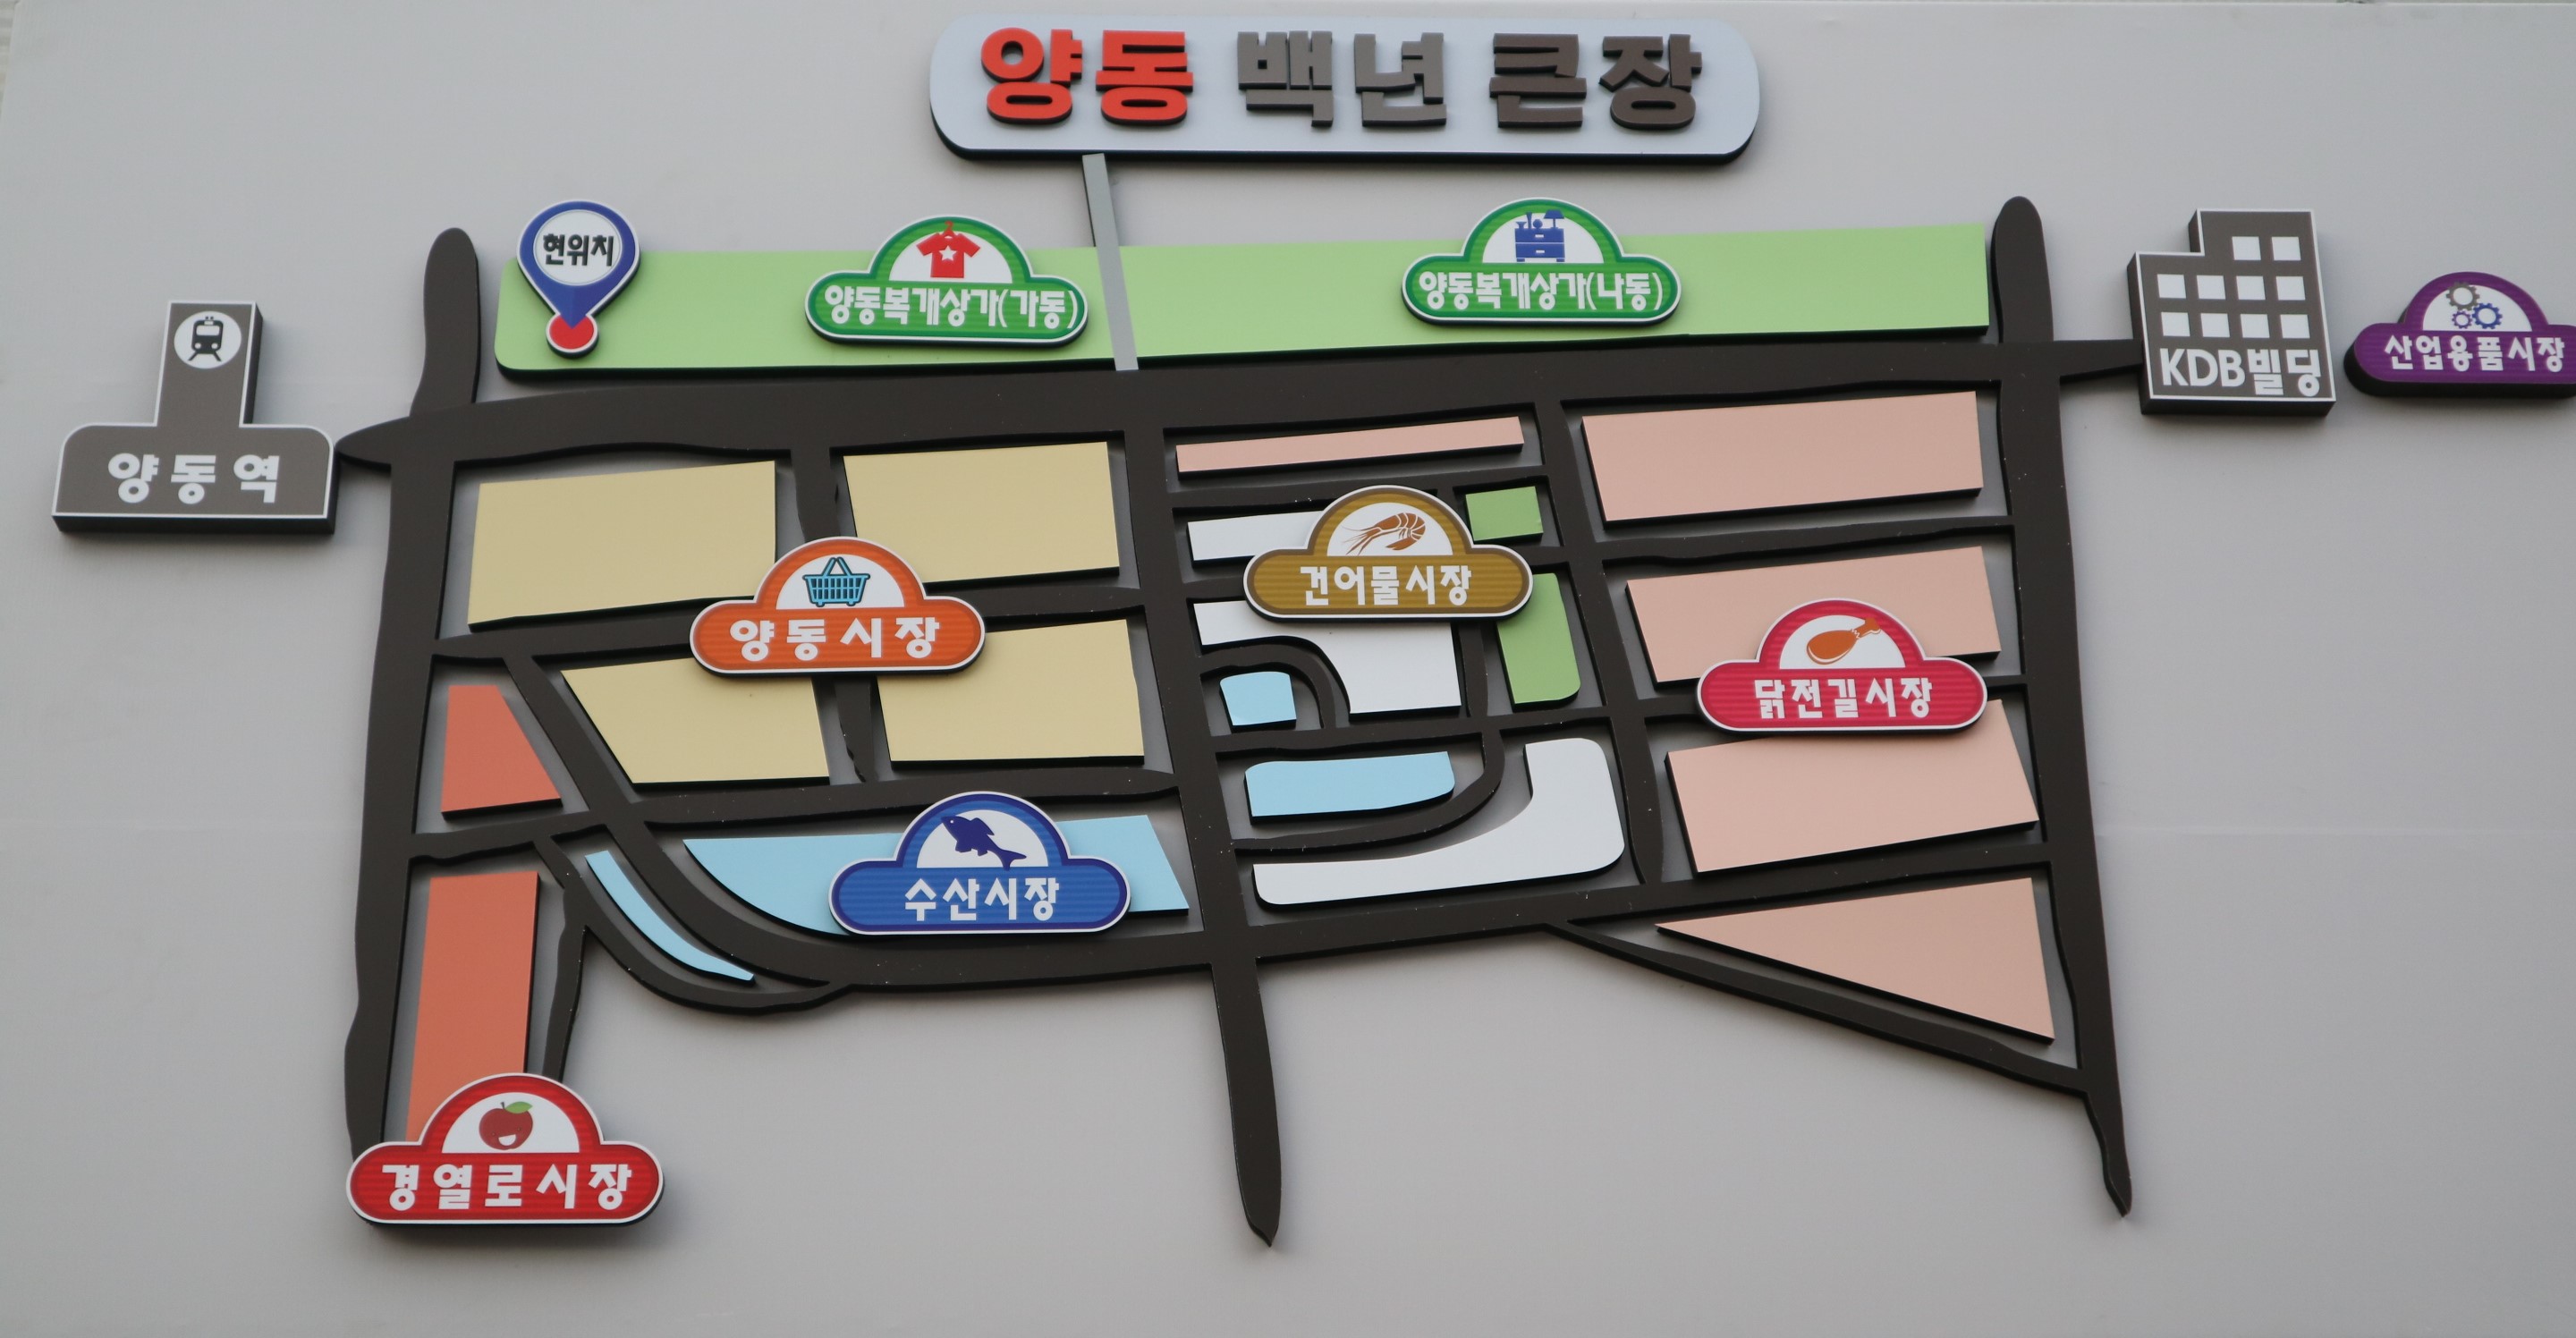 양동 백년 큰장
현위치
양동복개상가(가동)
양동복개상가(나동)
KDB빌딩
산업용품시장
양동역
건어물시장
양동시장
닭전길시장
수산시장
경열로시장